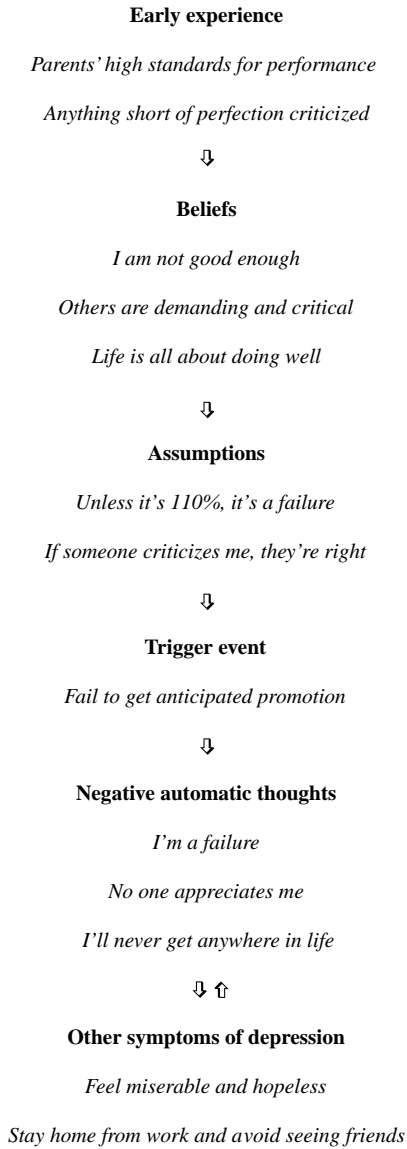 Early experience
Parents' high standards for performance
Anything short of perfection criticized
⇩
Beliefs
I am not good enough
Others are demanding and critical
Life is all about doing well
⇩
Assumptions
Unless it's 110%, it's a failure
If someone criticizes me, they're right
⇩
Trigger event
Fail to get anticipated promotion
⇩
Negative automatic thoughts
I'm a failure
No one appreciates me
I'll never get anywhere in life
⇩ ⇧
Other symptoms of depression
Feel miserable and hopeless
Stay home from work and avoid seeing friends